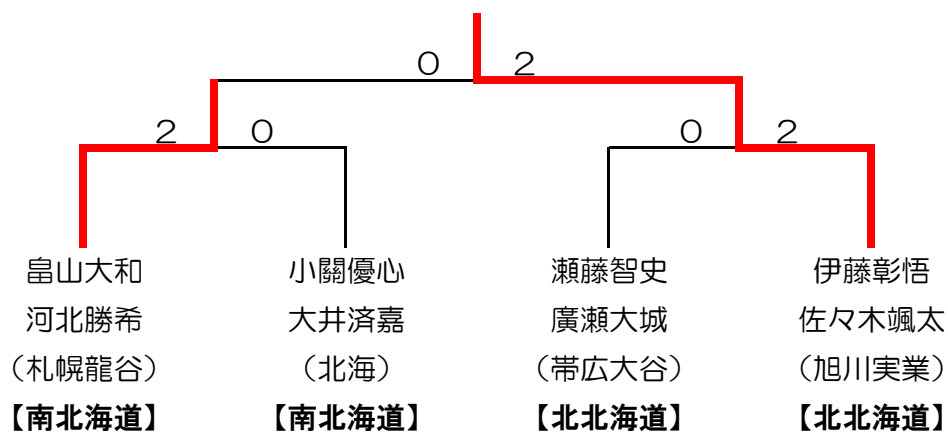 ０ ２
２ ０ ０ ２
畠山大和 小關優心 瀬藤智史 伊藤彰悟
河北勝希 大井済嘉 廣瀬大城 佐々木颯太
（札幌龍谷） （北海） （帯広大谷） （旭川実業）
【南北海道】 【南北海道】 【北北海道】 【北北海道】